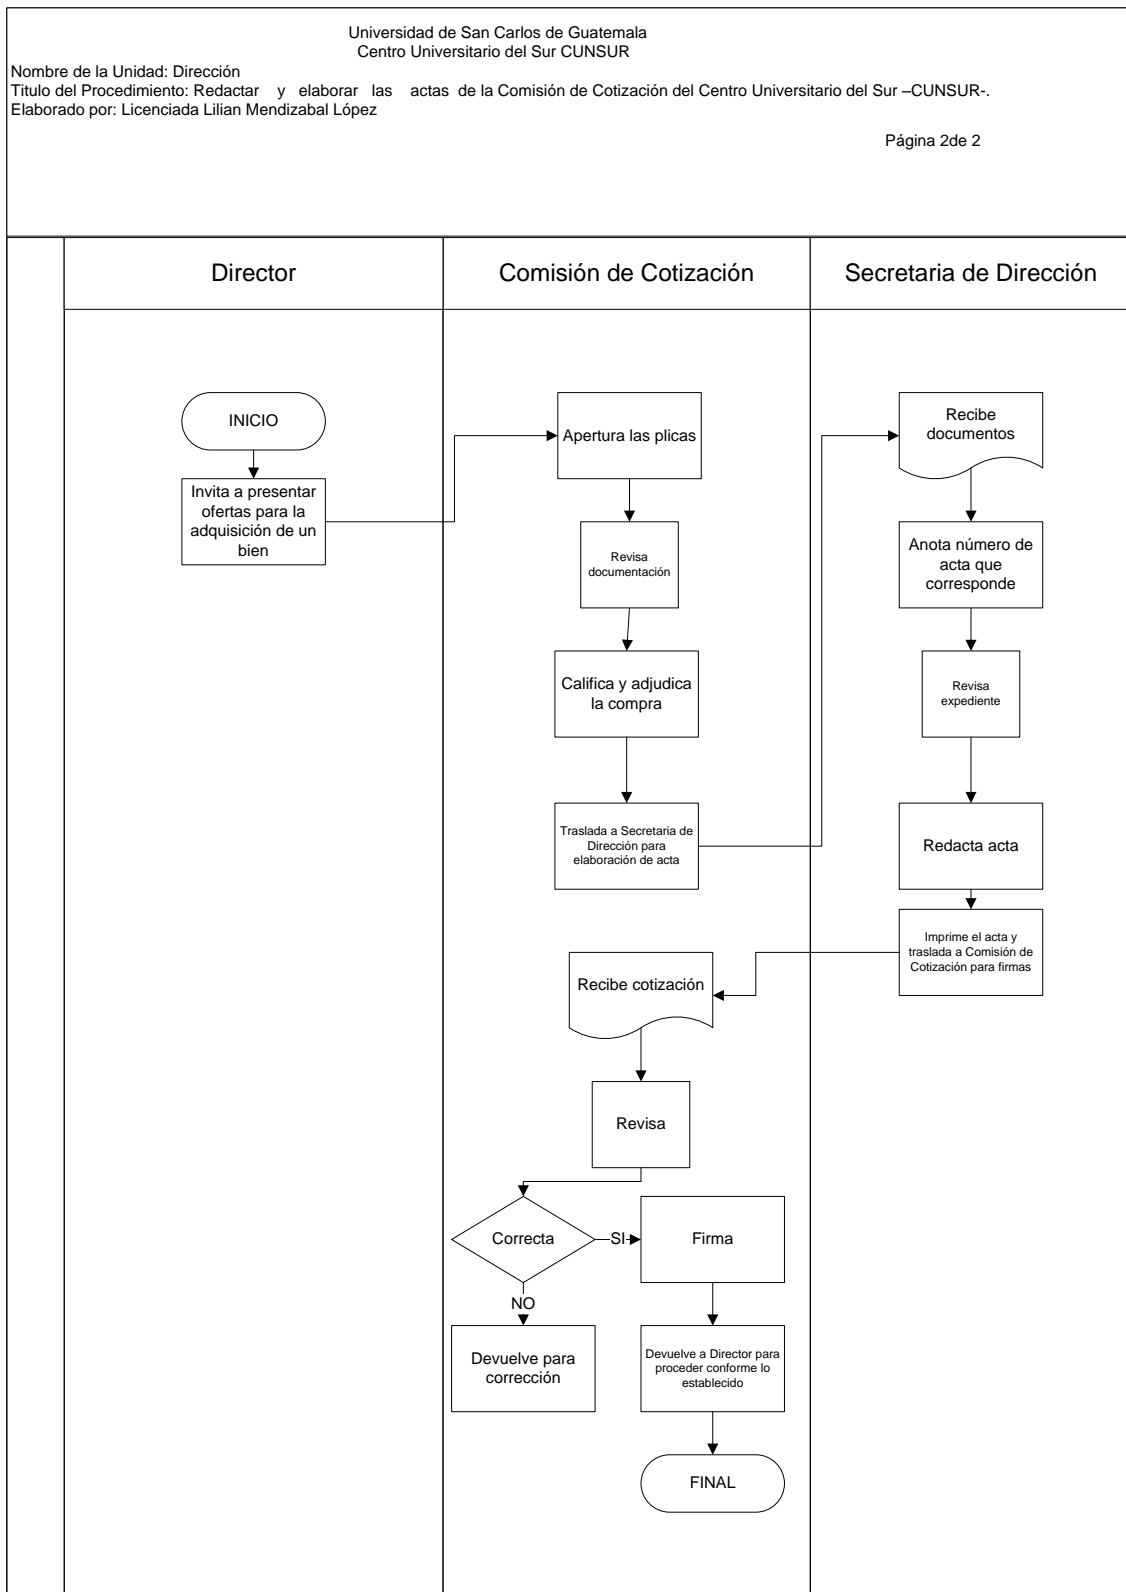 Universidad de San Carlos de Guatemala
Centro Universitario del Sur CUNSUR
Nombre de la Unidad: Dirección
Titulo del Procedimiento: Redactar y elaborar las actas de la Comisión de Cotización del Centro Universitario del Sur –CUNSUR-.
Elaborado por: Licenciada Lilian Mendizabal López
Página 2de 2
Director
Comisión de Cotización
Secretaria de Dirección
INICIO
Invita a presentar
ofertas para la
adquisición de un
bien
Apertura las plicas
Revisa
documentación
Califica y adjudica
la compra
Traslada a Secretaria de
Dirección para
elaboración de acta
Recibe
documentos
Anota número de
acta que
corresponde
Revisa
expediente
Redacta acta
Imprime el acta y
traslada a Comisión de
Cotización para firmas
Recibe cotización
Revisa
Correcta
SI
Firma
NO
Devuelve para
corrección
Devuelve a Director para
proceder conforme lo
establecido
FINAL